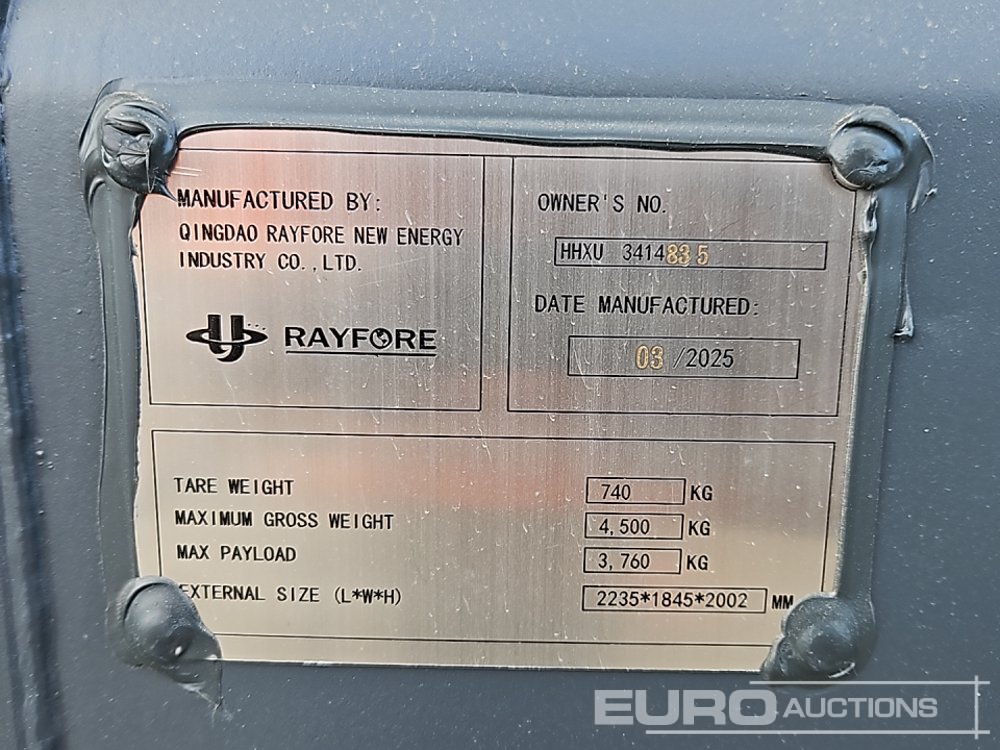 MANUFACTURED BY:
QINGDAO RAYFORE NEW ENERGY
INDUSTRY CO.,LTD.
RAYFORE
OWNER'S NO.
HHXU 3414835
DATE MANUFACTURED:
03/2025
TARE WEIGHT 740 KG
MAXIMUM GROSS WEIGHT 4,500 KG
MAX PAYLOAD 3,760 KG
EXTERNAL SIZE (L*W*H) 2235*1845*2002 MM
EURO AUCTIONS